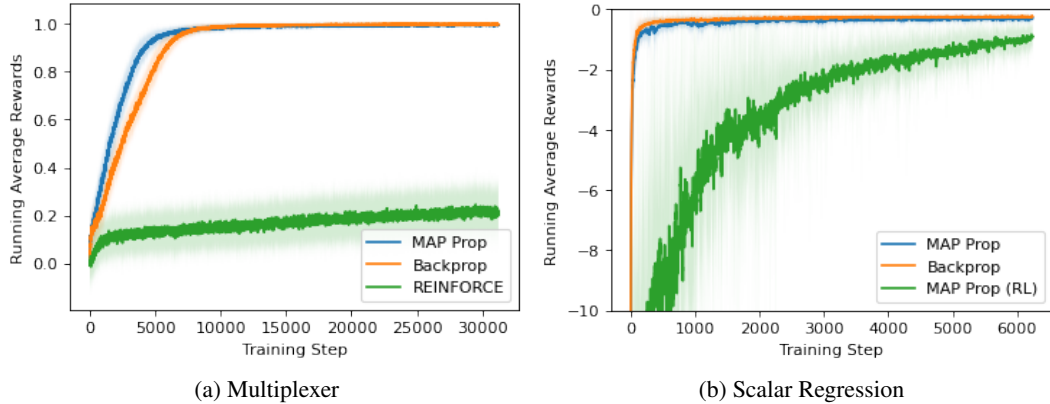 Running Average Rewards
1.0
0.8
0.6
0.4
0.2
0.0
0
5000
10000
15000
20000
25000
30000
Training Step
MAP Prop
Backprop
REINFORCE
(a) Multiplexer
Running Average Rewards
0
−2
−4
−6
−8
−10
0
1000
2000
3000
4000
5000
6000
Training Step
MAP Prop
Backprop
MAP Prop (RL)
(b) Scalar Regression